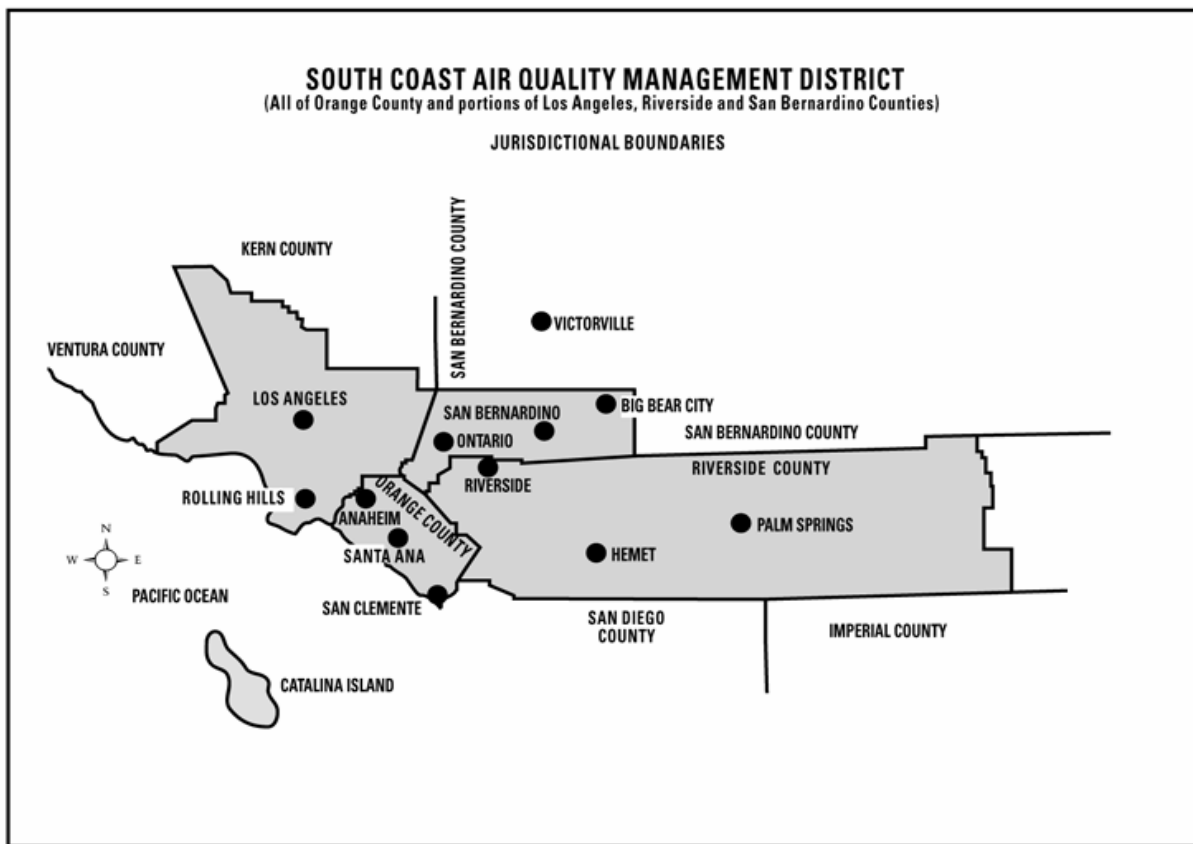 SOUTH COAST AIR QUALITY MANAGEMENT DISTRICT
(All of Orange County and portions of Los Angeles, Riverside and San Bernardino Counties)
JURISDICTIONAL BOUNDARIES
KERN COUNTY
SAN BERNARDINO COUNTY
VICTORVILLE
VENTURA COUNTY
LOS ANGELES
BIG BEAR CITY
SAN BERNARDINO
SAN BERNARDINO COUNTY
ONTARIO
RIVERSIDE COUNTY
RIVERSIDE
ROLLING HILLS
ORANGE COUNTY
ANAHEIM
PALM SPRINGS
SANTA ANA
HEMET
N
W
E
S
PACIFIC OCEAN
SAN CLEMENTE
SAN DIEGO
COUNTY
IMPERIAL COUNTY
CATALINA ISLAND